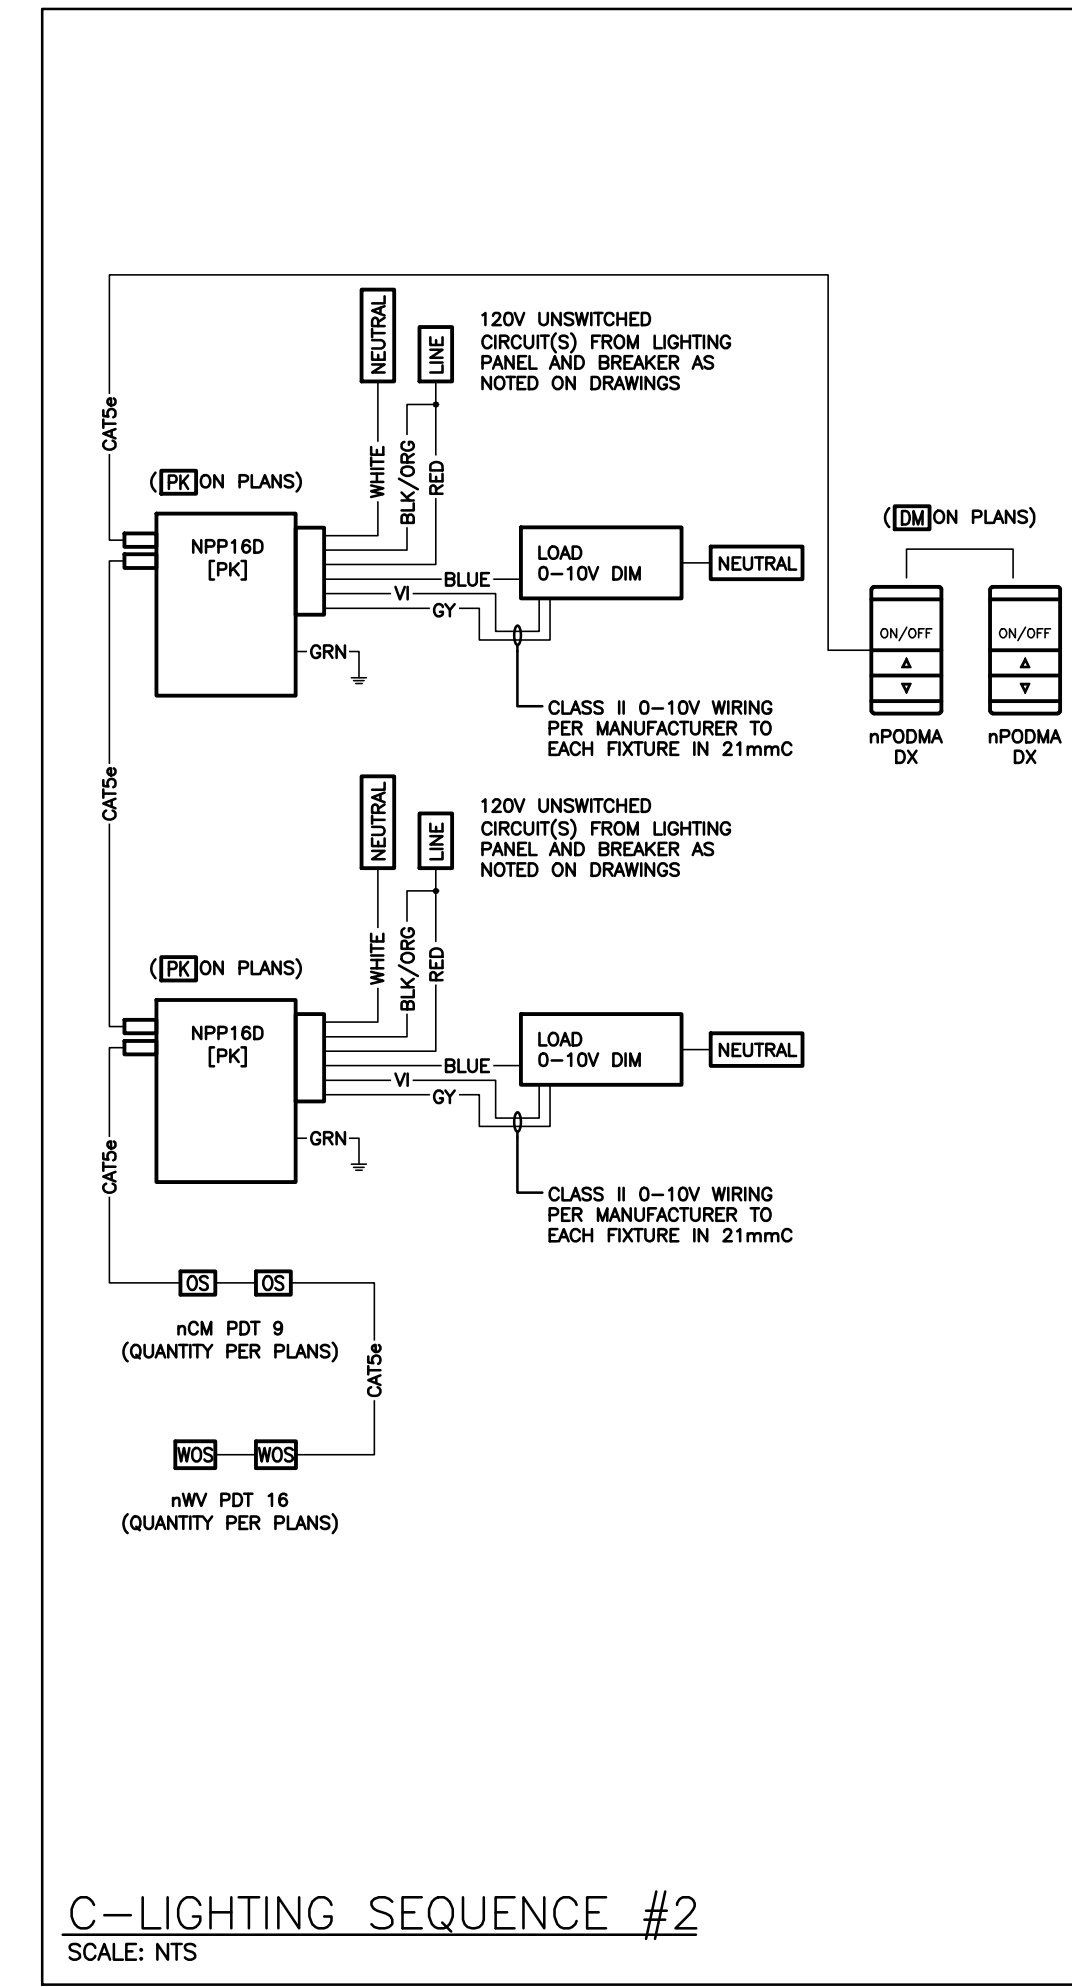 CAT5e
NEUTRAL
LINE
120V UNSWITCHED
CIRCUIT(S) FROM LIGHTING
PANEL AND BREAKER AS
NOTED ON DRAWINGS
WHITE
BLK/ORG
RED
(PK ON PLANS)
NPP16D
[PK]
BLUE
VI
GY
GRN
LOAD
0-10V DIM
NEUTRAL
CLASS II 0-10V WIRING
PER MANUFACTURER TO
EACH FIXTURE IN 21mmC
(DM ON PLANS)
ON/OFF
ON/OFF
nPODMA
DX
nPODMA
DX
CAT5e
NEUTRAL
LINE
120V UNSWITCHED
CIRCUIT(S) FROM LIGHTING
PANEL AND BREAKER AS
NOTED ON DRAWINGS
WHITE
BLK/ORG
RED
(PK ON PLANS)
NPP16D
[PK]
BLUE
VI
GY
GRN
LOAD
0-10V DIM
NEUTRAL
CLASS II 0-10V WIRING
PER MANUFACTURER TO
EACH FIXTURE IN 21mmC
CAT5e
OS OS
nCM PDT 9
(QUANTITY PER PLANS)
CAT5e
WOS WOS
nWV PDT 16
(QUANTITY PER PLANS)
C-LIGHTING SEQUENCE #2
SCALE: NTS